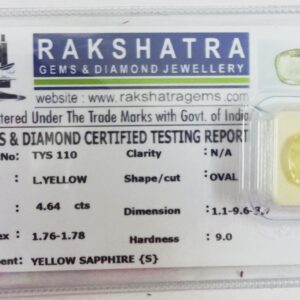 RAKSHATRA
GEMS & DIAMOND JEWELLERY
website : www.rakshatragems.com
tered Under The Trade Marks with Govt. of India
S & DIAMOND CERTIFIED TESTING REPORT
No. : TYS 110 Clarity : N/A
: L.YELLOW Shape/cut : OVAL
: 4.64 cts Dimension : 1.1-9.6-3.7
ex : 1.76-1.78 Hardness : 9.0
ent: YELLOW SAPPHIRE {S}